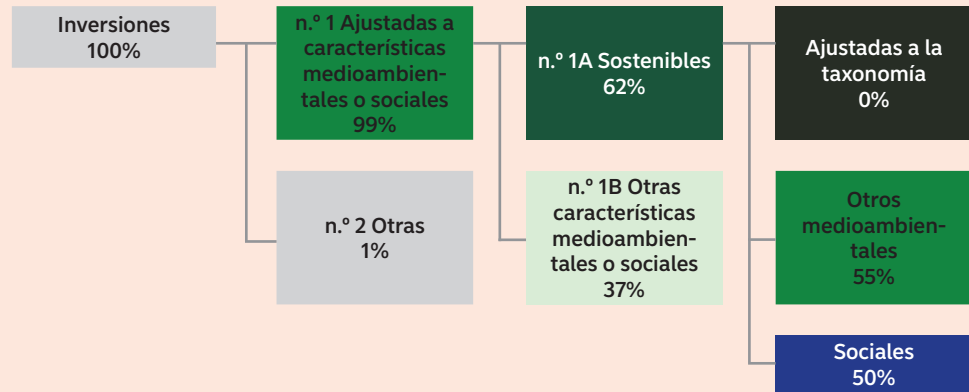 Inversiones
100%
n.º 1 Ajustadas a
características
medioambien-
tales o sociales
99%
n.º 2 Otras
1%
n.º 1A Sostenibles
62%
n.º 1B Otras
características
medioambien-
tales o sociales
37%
Ajustadas a la
taxonomía
0%
Otros
medioambien-
tales
55%
Sociales
50%